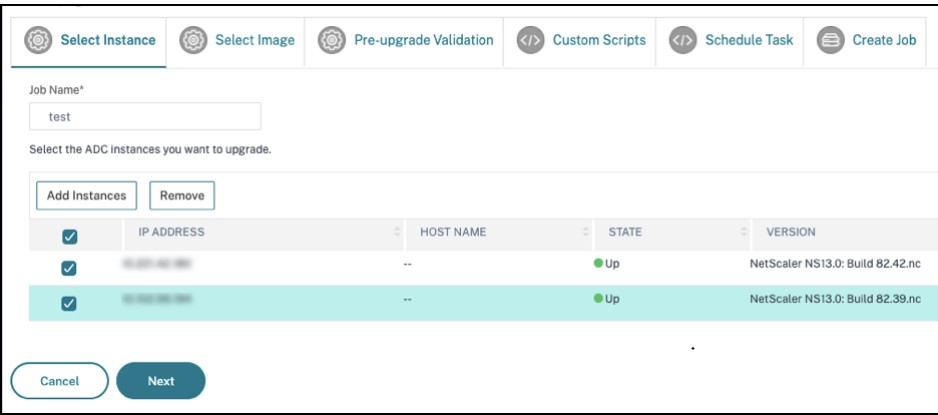 Select Instance Select Image Pre-upgrade Validation Custom Scripts Schedule Task Create Job
Job Name*
test
Select the ADC instances you want to upgrade.
Add Instances Remove
IP ADDRESS HOST NAME STATE VERSION
-- Up NetScaler NS13.0: Build 82.42.nc
-- Up NetScaler NS13.0: Build 82.39.nc
Cancel Next